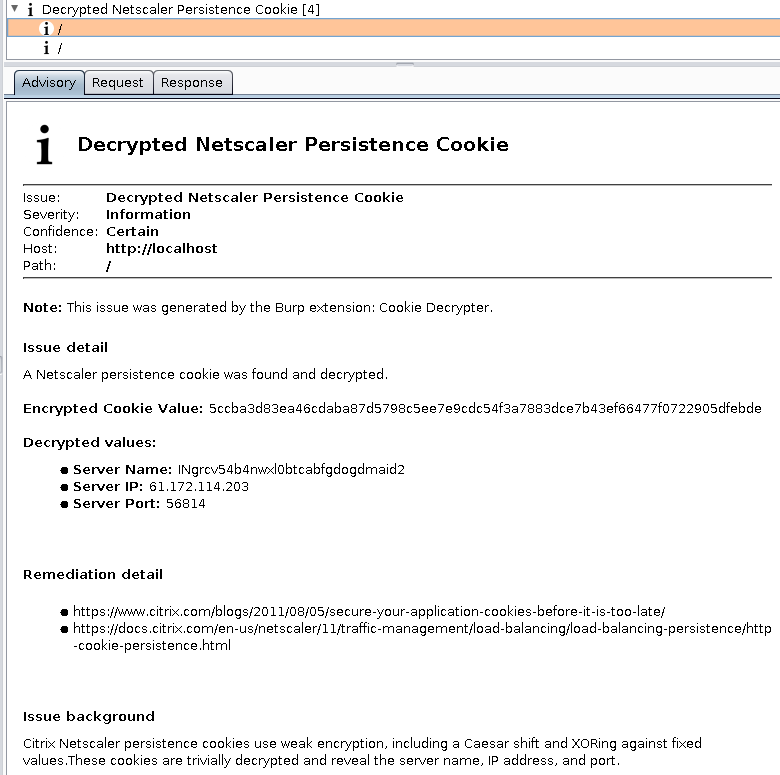 Decrypted Netscaler Persistence Cookie [4]
/
/
Advisory Request Response
Decrypted Netscaler Persistence Cookie
Issue: Decrypted Netscaler Persistence Cookie
Severity: Information
Confidence: Certain
Host: http://localhost
Path: /
Note: This issue was generated by the Burp extension: Cookie Decrypter.
Issue detail
A Netscaler persistence cookie was found and decrypted.
Encrypted Cookie Value: 5ccba3d83ea46cdaba87d5798c5ee7e9cdc54f3a7883dce7b43ef66477f0722905dfebde
Decrypted values:
● Server Name: INgrcv54b4nwxl0btcabfgdogdmaid2
● Server IP: 61.172.114.203
● Server Port: 56814
Remediation detail
● https://www.citrix.com/blogs/2011/08/05/secure-your-application-cookies-before-it-is-too-late/
● https://docs.citrix.com/en-us/netscaler/11/traffic-management/load-balancing/load-balancing-persistence/http
-cookie-persistence.html
Issue background
Citrix Netscaler persistence cookies use weak encryption, including a Caesar shift and XORing against fixed
values.These cookies are trivially decrypted and reveal the server name, IP address, and port.